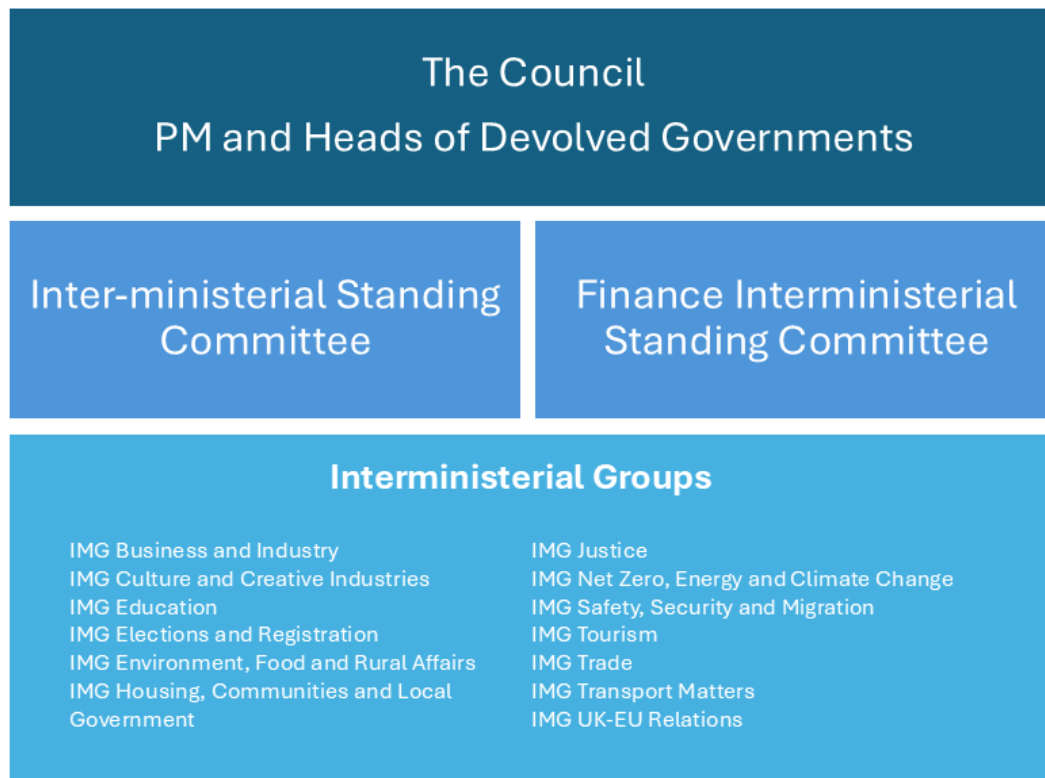 The Council
PM and Heads of Devolved Governments
Inter-ministerial Standing
Committee
Finance Interministerial
Standing Committee
Interministerial Groups
IMG Business and Industry
IMG Culture and Creative Industries
IMG Education
IMG Elections and Registration
IMG Environment, Food and Rural Affairs
IMG Housing, Communities and Local
Government
IMG Justice
IMG Net Zero, Energy and Climate Change
IMG Safety, Security and Migration
IMG Tourism
IMG Trade
IMG Transport Matters
IMG UK-EU Relations